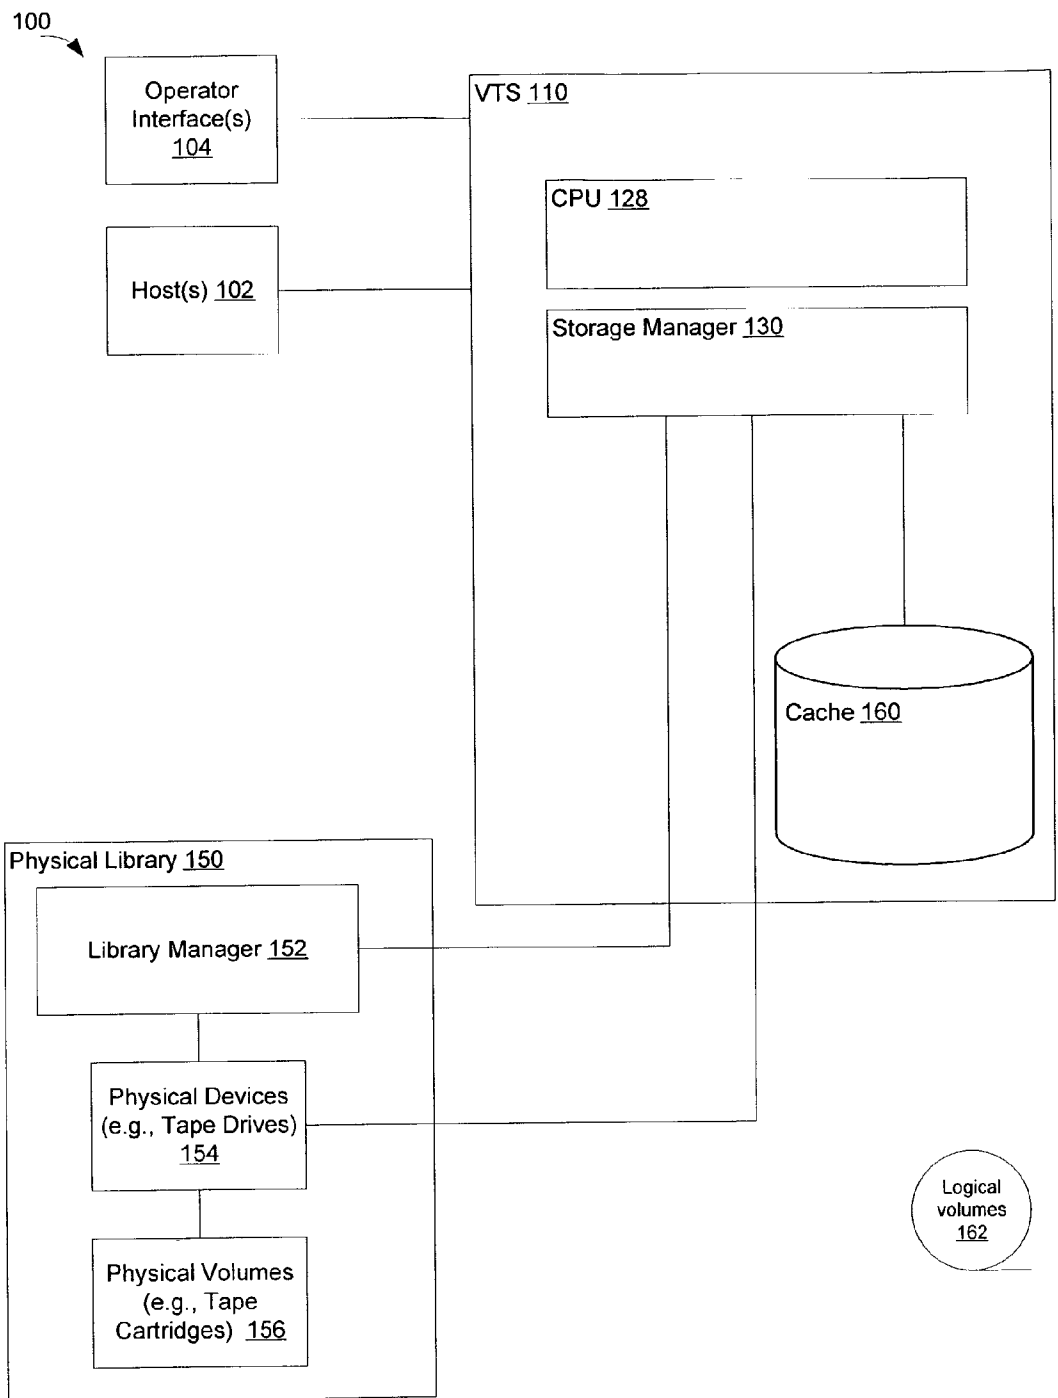 100
Operator
Interface(s)
104
VTS 110
CPU 128
Host(s) 102
Storage Manager 130
Cache 160
Physical Library 150
Library Manager 152
Physical Devices
(e.g., Tape Drives)
154
Logical
volumes
162
Physical Volumes
(e.g., Tape
Cartridges) 156